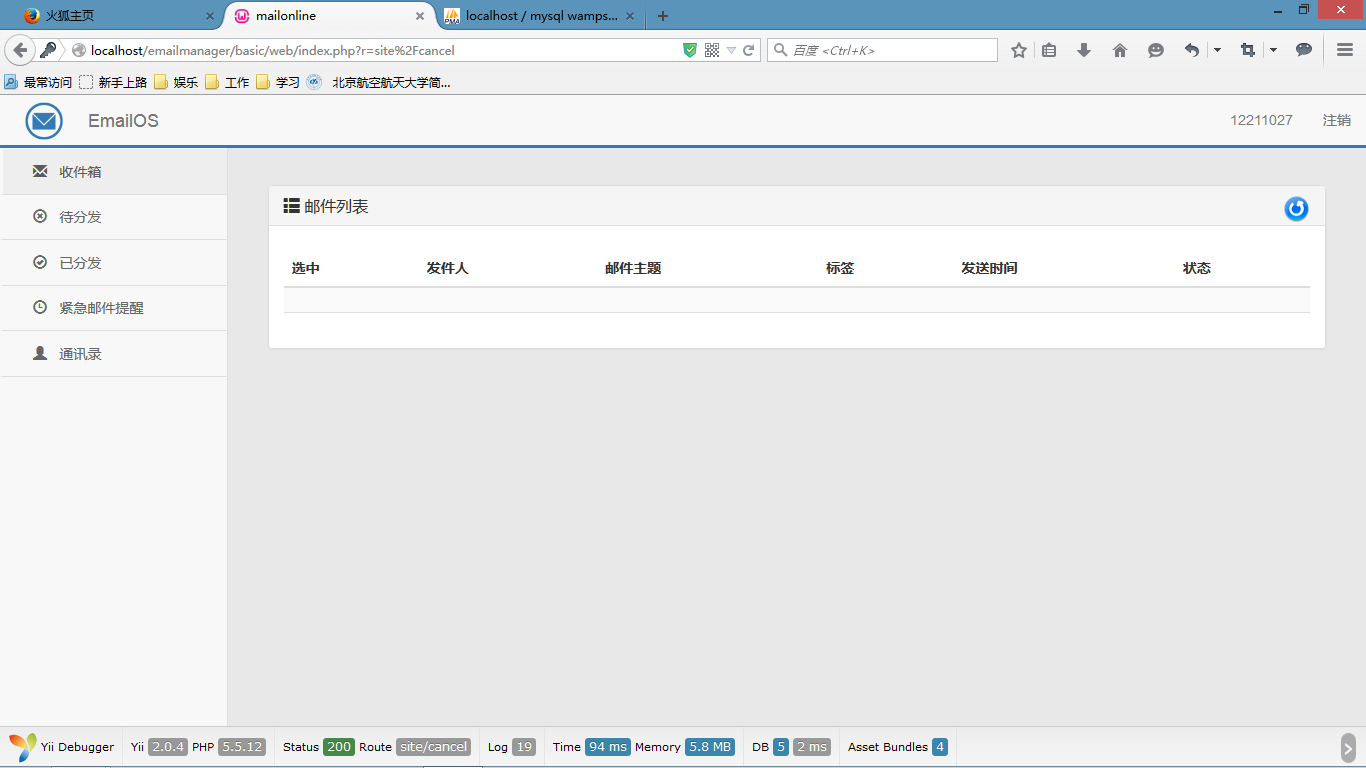 火狐主页 mailonline localhost / mysql wamps...
localhost/emailmanager/basic/web/index.php?r=site%2Fcancel 百度 <Ctrl+K>
最常访问 新手上路 娱乐 工作 学习 北京航空航天大学简...
EmailOS 12211027 注销
收件箱
待分发
已分发
紧急邮件提醒
通讯录
邮件列表
选中 发件人 邮件主题 标签 发送时间 状态
Yii Debugger Yii 2.0.4 PHP 5.5.12 Status 200 Route site/cancel Log 19 Time 94 ms Memory 5.8 MB DB 5 2 ms Asset Bundles 4